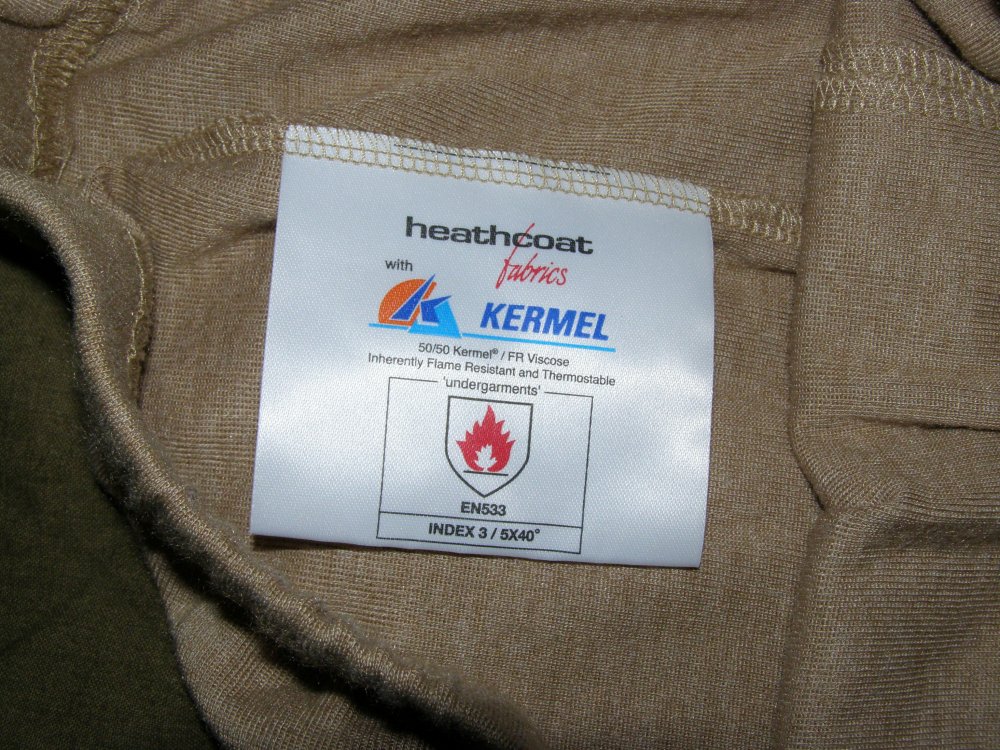 heathcoat
fabrics
with
KERMEL
50/50 Kermel® / FR Viscose
Inherently Flame Resistant and Thermostable
'undergarments'
EN533
INDEX 3 / 5X40°